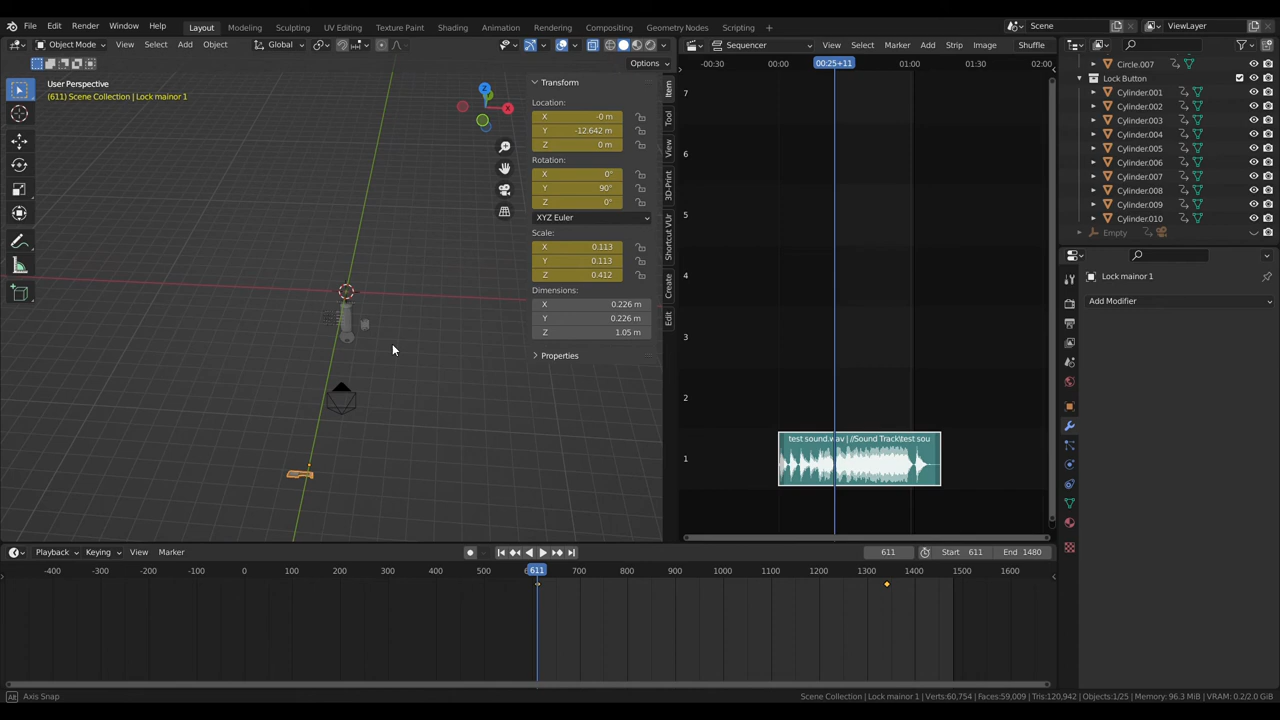 File Edit Render Window Help Layout Modeling Sculpting UV Editing Texture Paint Shading Animation Rendering Compositing Geometry Nodes Scripting Scene ViewLayer
Object Mode View Select Add Object Global Sequencer View Select Marker Add Strip Image Shuffle
Options -00:30 00:00 00:25+11 01:00 02:00
User Perspective
(611) Scene Collection | Lock mainor 1
Transform
Location:
X -0 m
Y -12.642 m
Z 0 m
Rotation:
X 0°
Y 90°
Z 0°
XYZ Euler
Scale:
X 0.113
Y 0.113
Z 0.412
Dimensions:
X 0.226 m
Y 0.226 m
Z 1.05 m
Properties
Z
X
Item
Tool
View
3D-Print
Shortcut VUr
Create
Edit
7
6
5
4
3
2
1
test sound.wav | //Sound Track\test sou
Circle.007
Lock Button
Cylinder.001
Cylinder.002
Cylinder.003
Cylinder.004
Cylinder.005
Cylinder.006
Cylinder.007
Cylinder.008
Cylinder.009
Cylinder.010
Empty
Lock mainor 1
Add Modifier
Playback Keying View Marker 611 Start 611 End 1480
-400 -300 -200 -100 0 100 200 300 400 500 611 700 800 900 1000 1100 1200 1300 1400 1500 1600
Axis Snap Scene Collection | Lock mainor 1 | Verts:60,754 | Faces:59,009 | Tris:120,942 | Objects:1/25 | Memory: 96.3 MiB | VRAM: 0.2/2.0 GiB